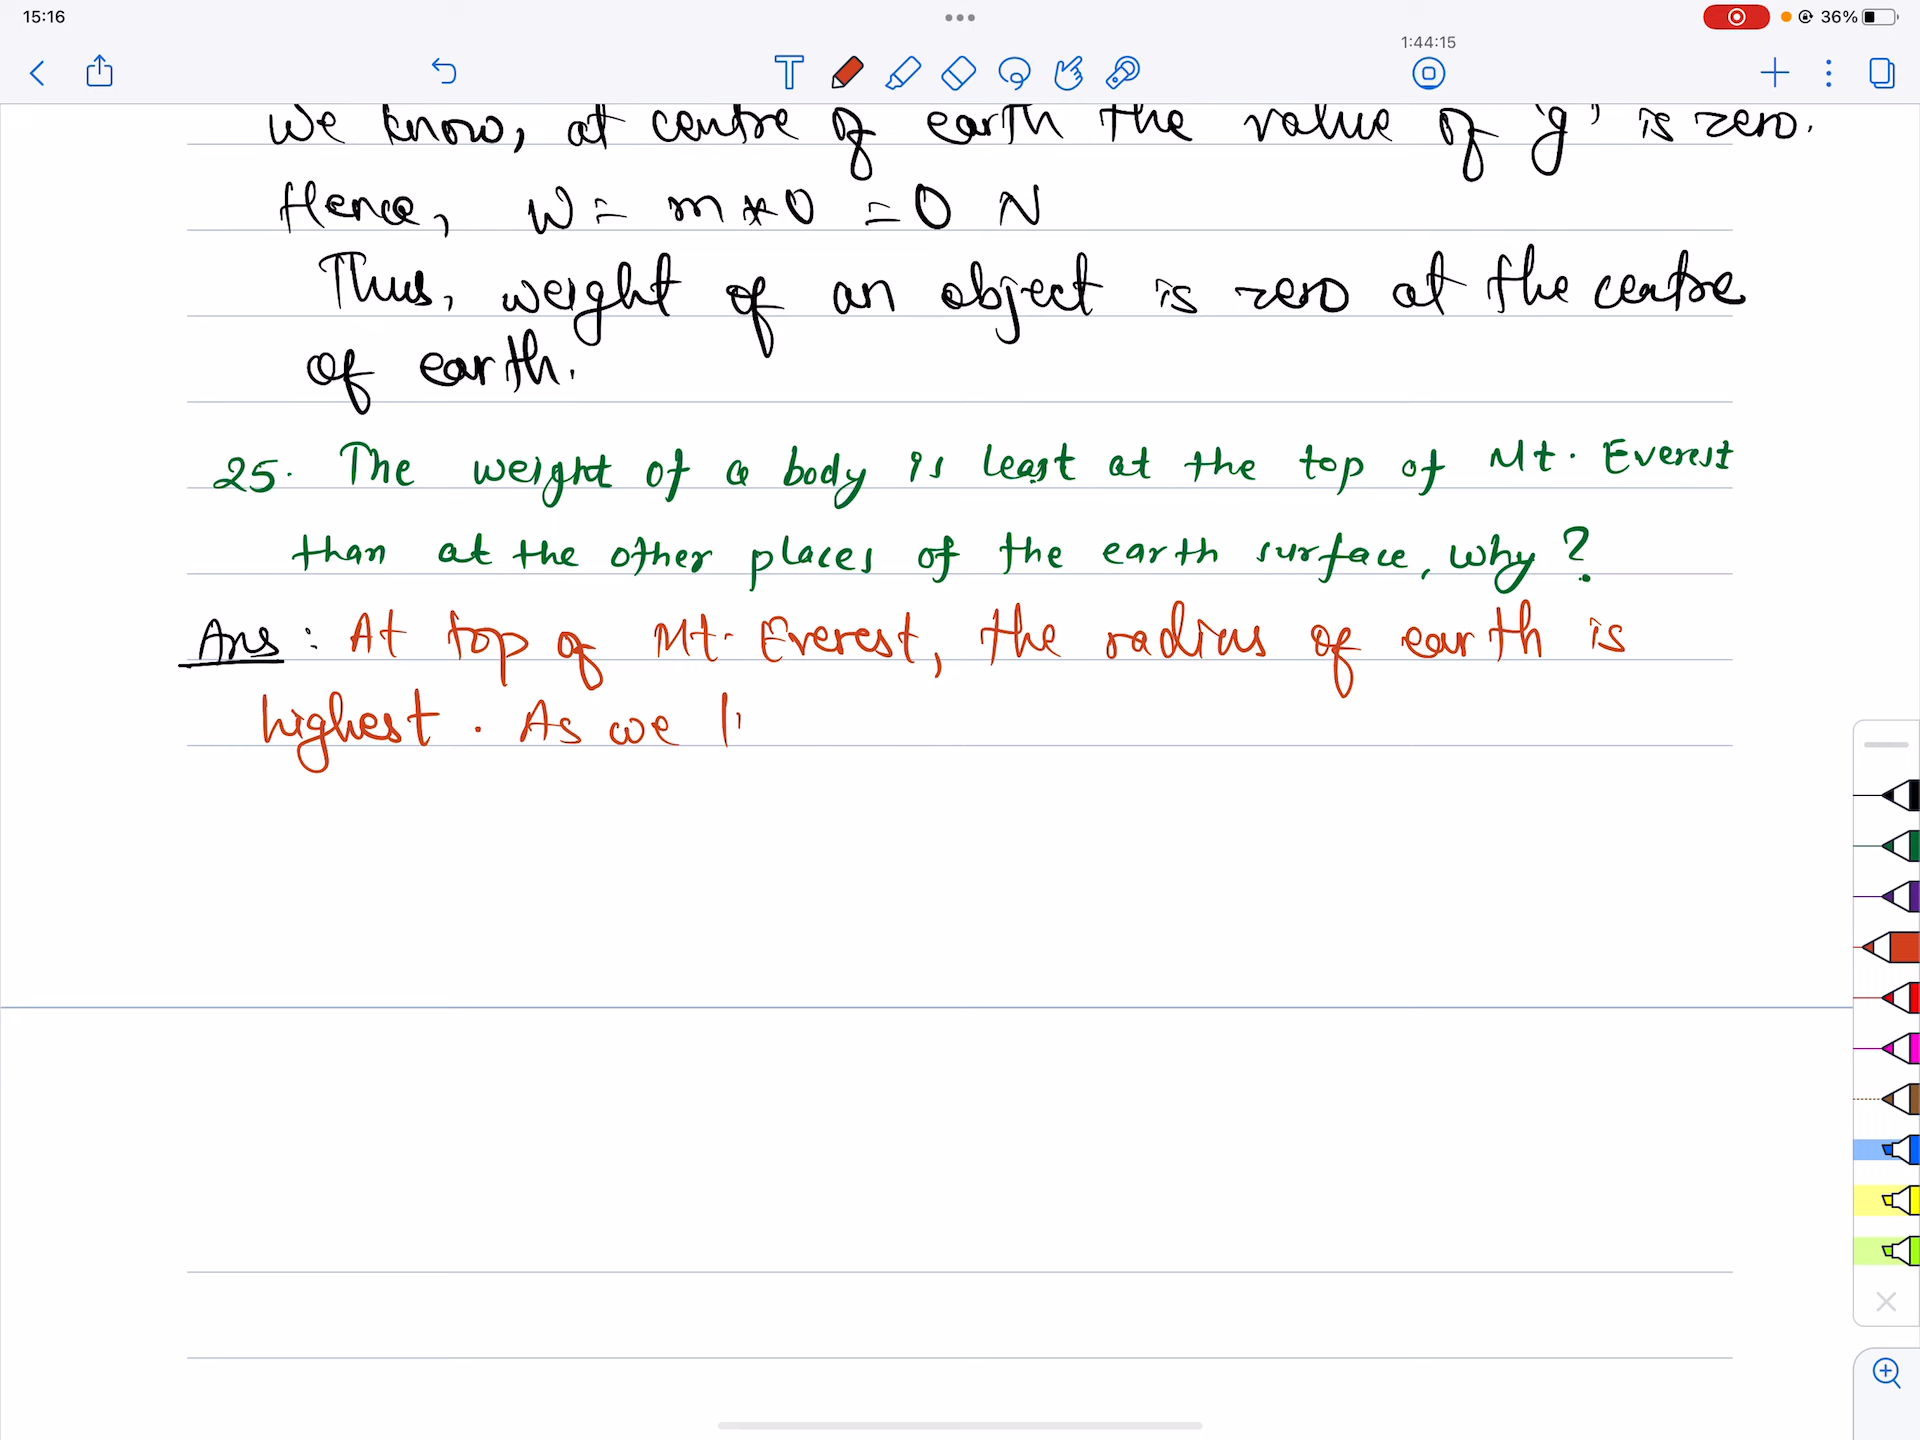 15:16
36%
1:44:15
We know, at centre of earth the value of 'g' is zero.
Hence, W = m * 0 = 0 N
Thus, weight of an object is zero at the centre
of earth.
25. The weight of a body is least at the top of Mt. Everest
than at the other places of the earth surface, why?
Ans : At top of Mt. Everest, the radius of earth is
highest. As we